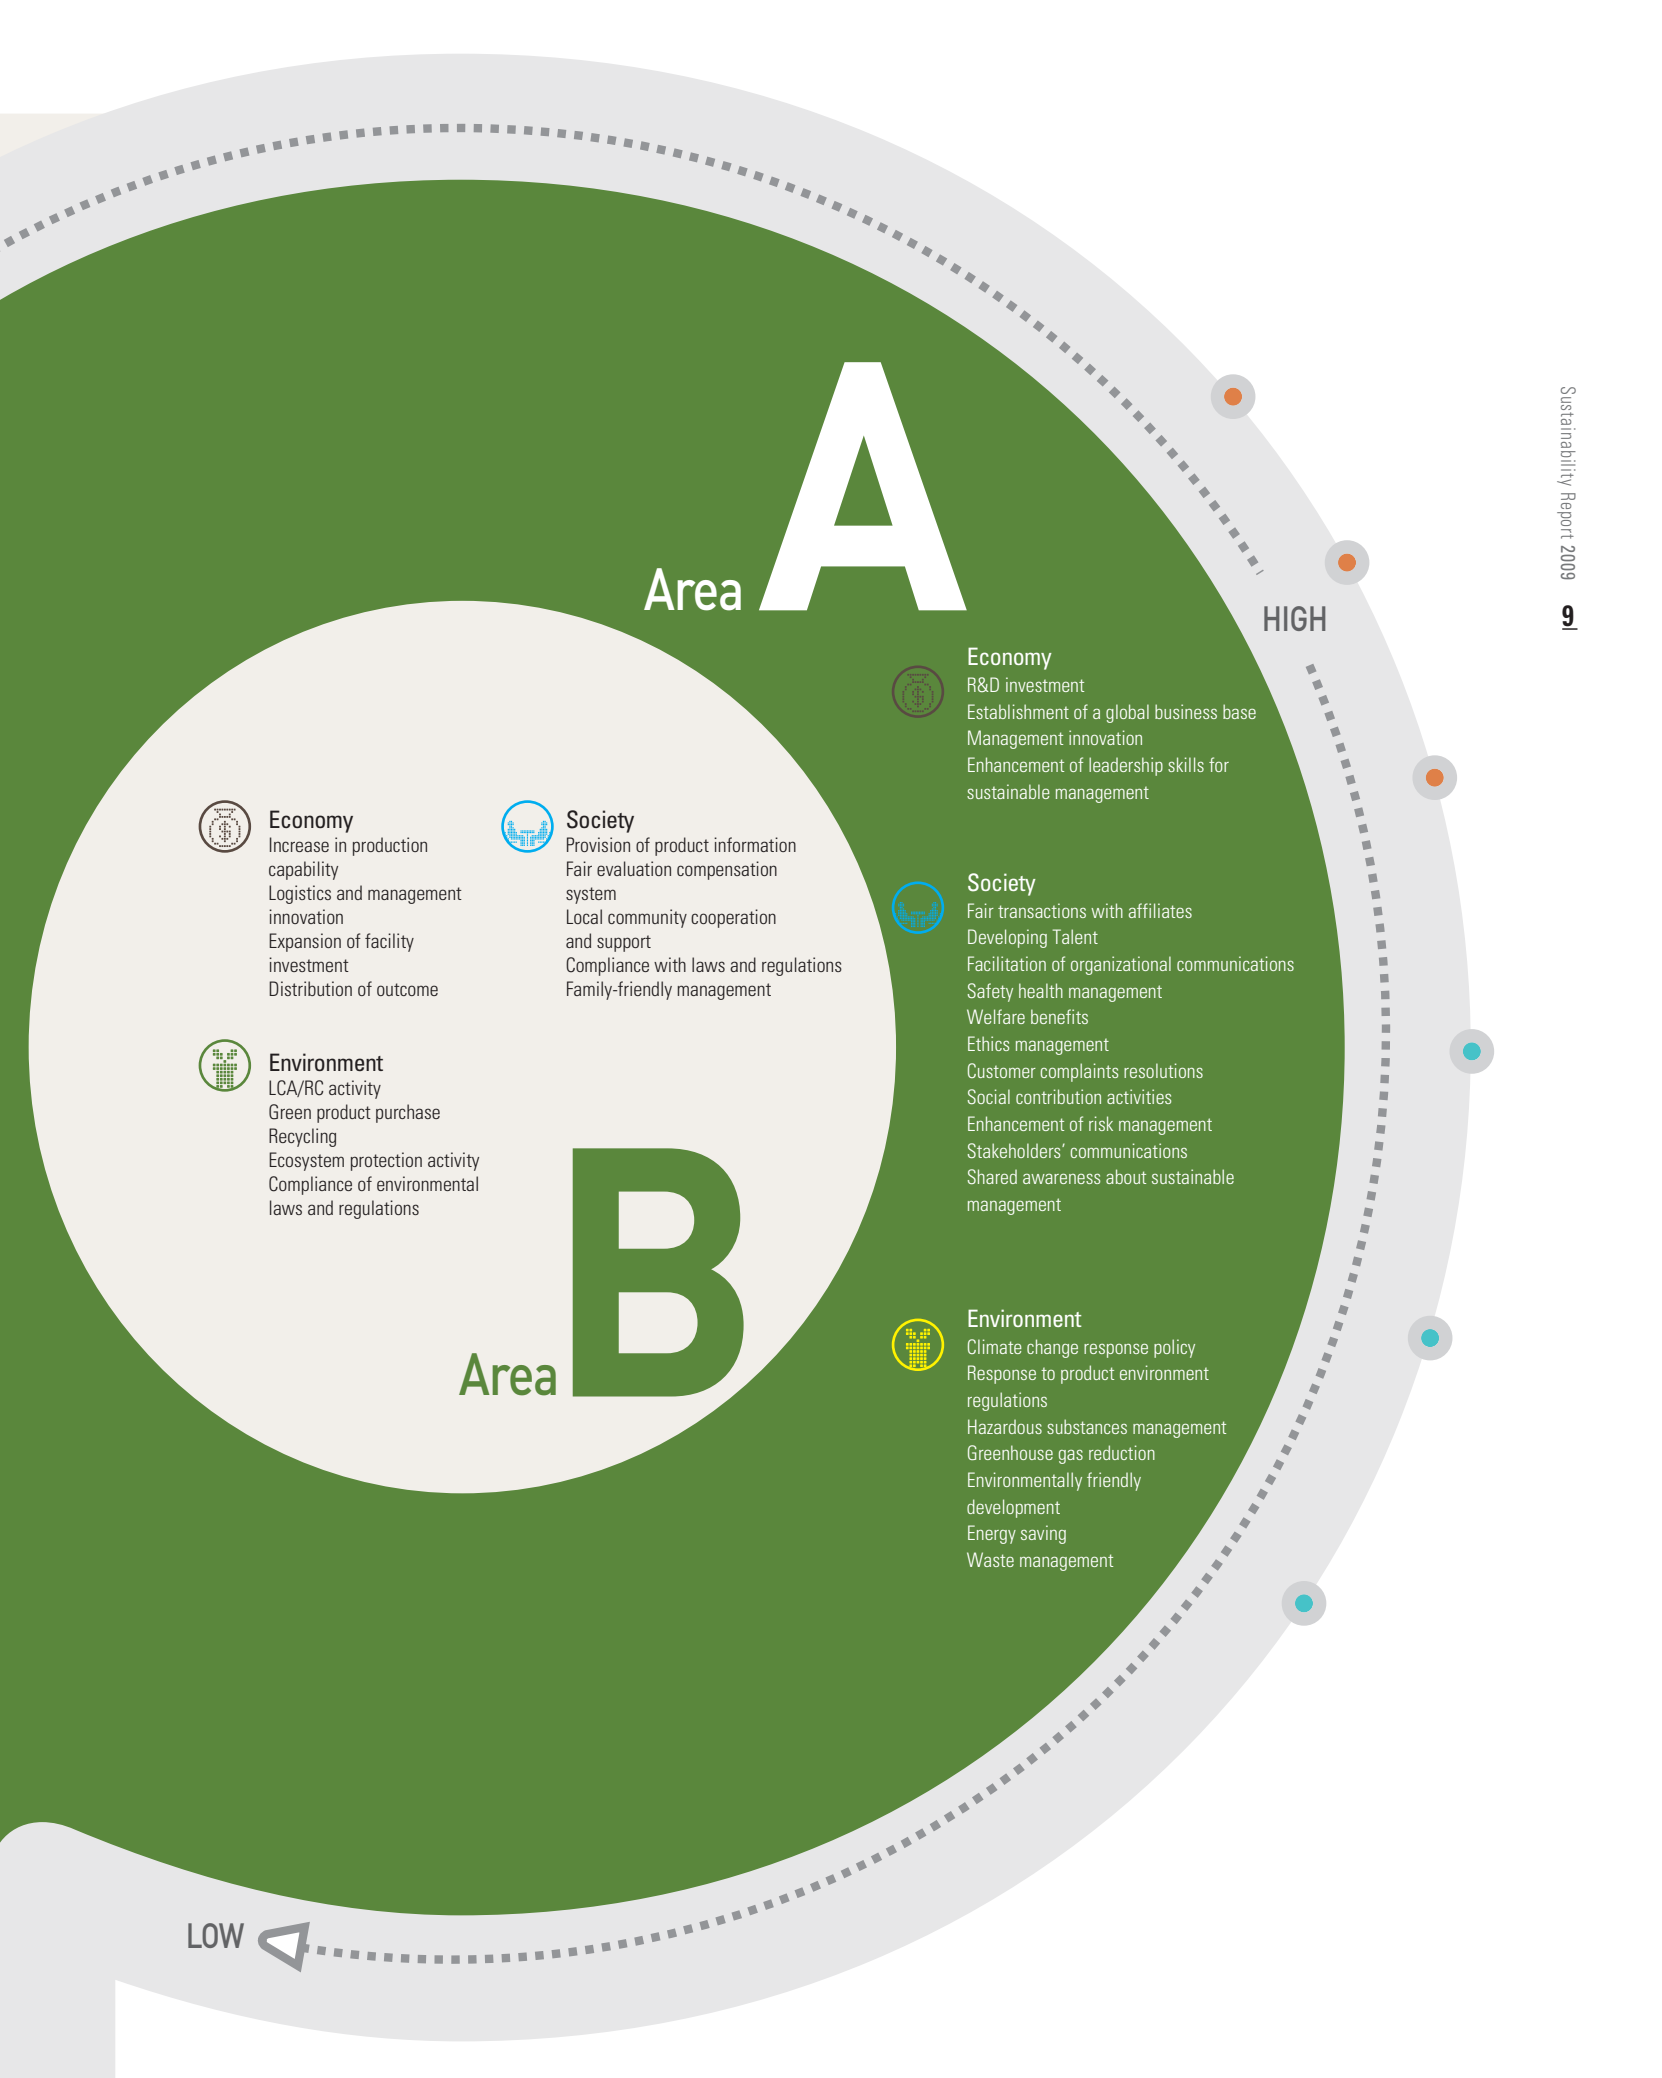 Sustainability Report 2009
9
Area A
HIGH
Economy
R&D investment
Establishment of a global business base
Management innovation
Enhancement of leadership skills for
sustainable management
Society
Fair transactions with affiliates
Developing Talent
Facilitation of organizational communications
Safety health management
Welfare benefits
Ethics management
Customer complaints resolutions
Social contribution activities
Enhancement of risk management
Stakeholders’ communications
Shared awareness about sustainable
management
Environment
Climate change response policy
Response to product environment
regulations
Hazardous substances management
Greenhouse gas reduction
Environmentally friendly
development
Energy saving
Waste management
Economy
Increase in production
capability
Logistics and management
innovation
Expansion of facility
investment
Distribution of outcome
Society
Provision of product information
Fair evaluation compensation
system
Local community cooperation
and support
Compliance with laws and regulations
Family-friendly management
Environment
LCA/RC activity
Green product purchase
Recycling
Ecosystem protection activity
Compliance of environmental
laws and regulations
Area B
LOW